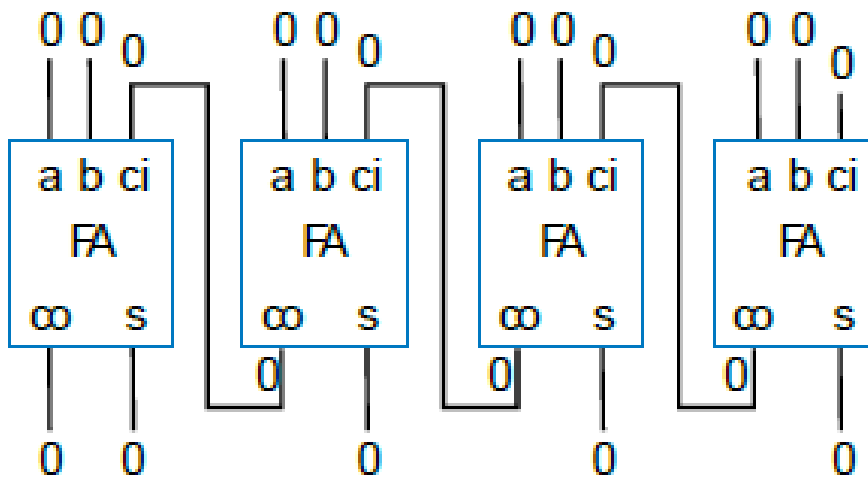 0 0 0 0 0 0 0 0 0 0 0 0
a b ci a b ci a b ci a b ci
FA FA FA FA
co s co s co s co s
0 0 0
0 0 0 0 0